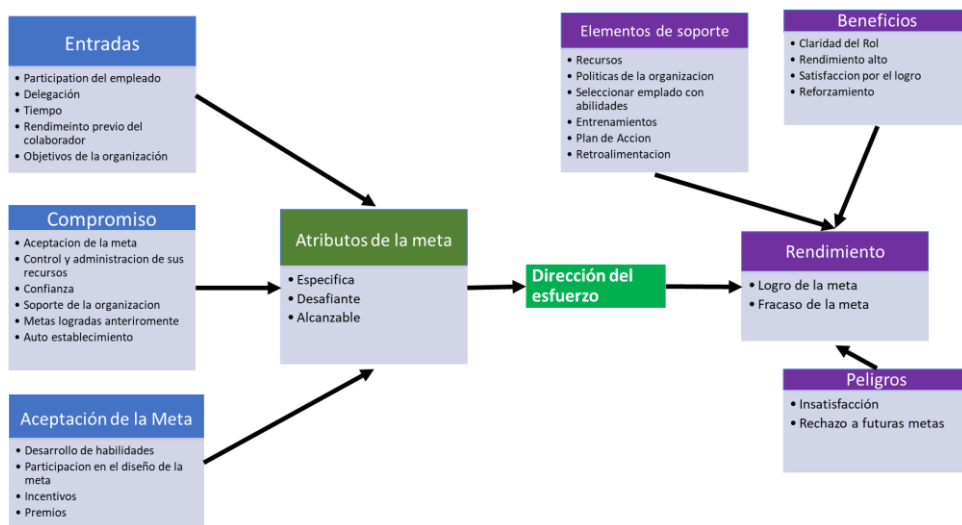 Entradas
• Participation del empleado
• Delegación
• Tiempo
• Rendimeinto previo del
colaborador
• Objetivos de la organización
Compromiso
• Aceptacion de la meta
• Control y administracion de sus
recursos
• Confianza
• Soporte de la organizacion
• Metas logradas anteriromente
• Auto establecimiento
Aceptación de la Meta
• Desarrollo de habilidades
• Participacion en el diseño de la
meta
• Incentivos
• Premios
Atributos de la meta
• Especifica
• Desafiante
• Alcanzable
Dirección del
esfuerzo
Elementos de soporte
• Recursos
• Politicas de la organizacion
• Seleccionar emplado con
abilidades
• Entrenamientos
• Plan de Accion
• Retroalimentacion
Beneficios
• Claridad del Rol
• Rendimiento alto
• Satisfaccion por el logro
• Reforzamiento
Rendimiento
• Logro de la meta
• Fracaso de la meta
Peligros
• Insatisfacción
• Rechazo a futuras metas